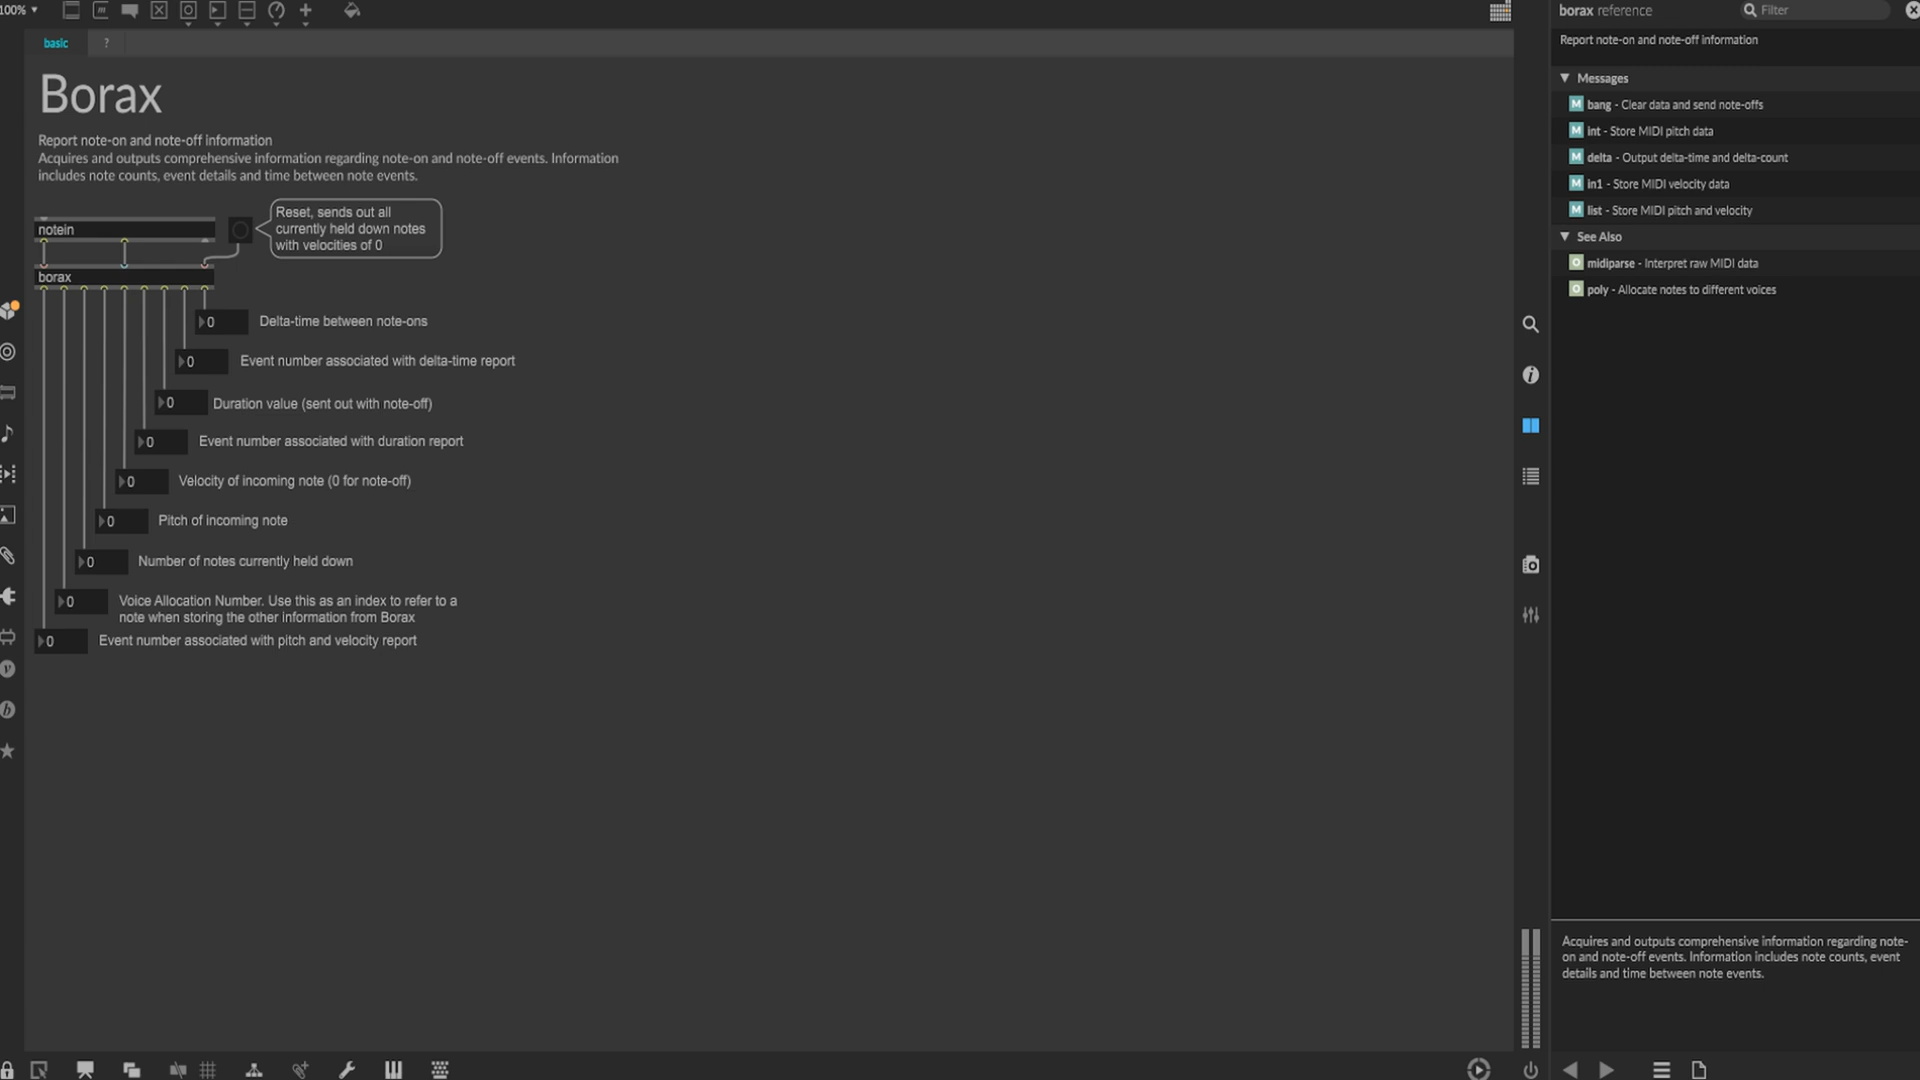 100%
basic
?
Borax
Report note-on and note-off information
Acquires and outputs comprehensive information regarding note-on and note-off events. Information
includes note counts, event details and time between note events.
Reset, sends out all
currently held down notes
with velocities of 0
notein
borax
0
Delta-time between note-ons
0
Event number associated with delta-time report
0
Duration value (sent out with note-off)
0
Event number associated with duration report
0
Velocity of incoming note (0 for note-off)
0
Pitch of incoming note
0
Number of notes currently held down
0
Voice Allocation Number. Use this as an index to refer to a
note when storing the other information from Borax
0
Event number associated with pitch and velocity report
borax reference
Filter
Report note-on and note-off information
Messages
M bang - Clear data and send note-offs
M int - Store MIDI pitch data
M delta - Output delta-time and delta-count
M in1 - Store MIDI velocity data
M list - Store MIDI pitch and velocity
See Also
O midiparse - Interpret raw MIDI data
O poly - Allocate notes to different voices
Acquires and outputs comprehensive information regarding note-
on and note-off events. Information includes note counts, event
details and time between note events.